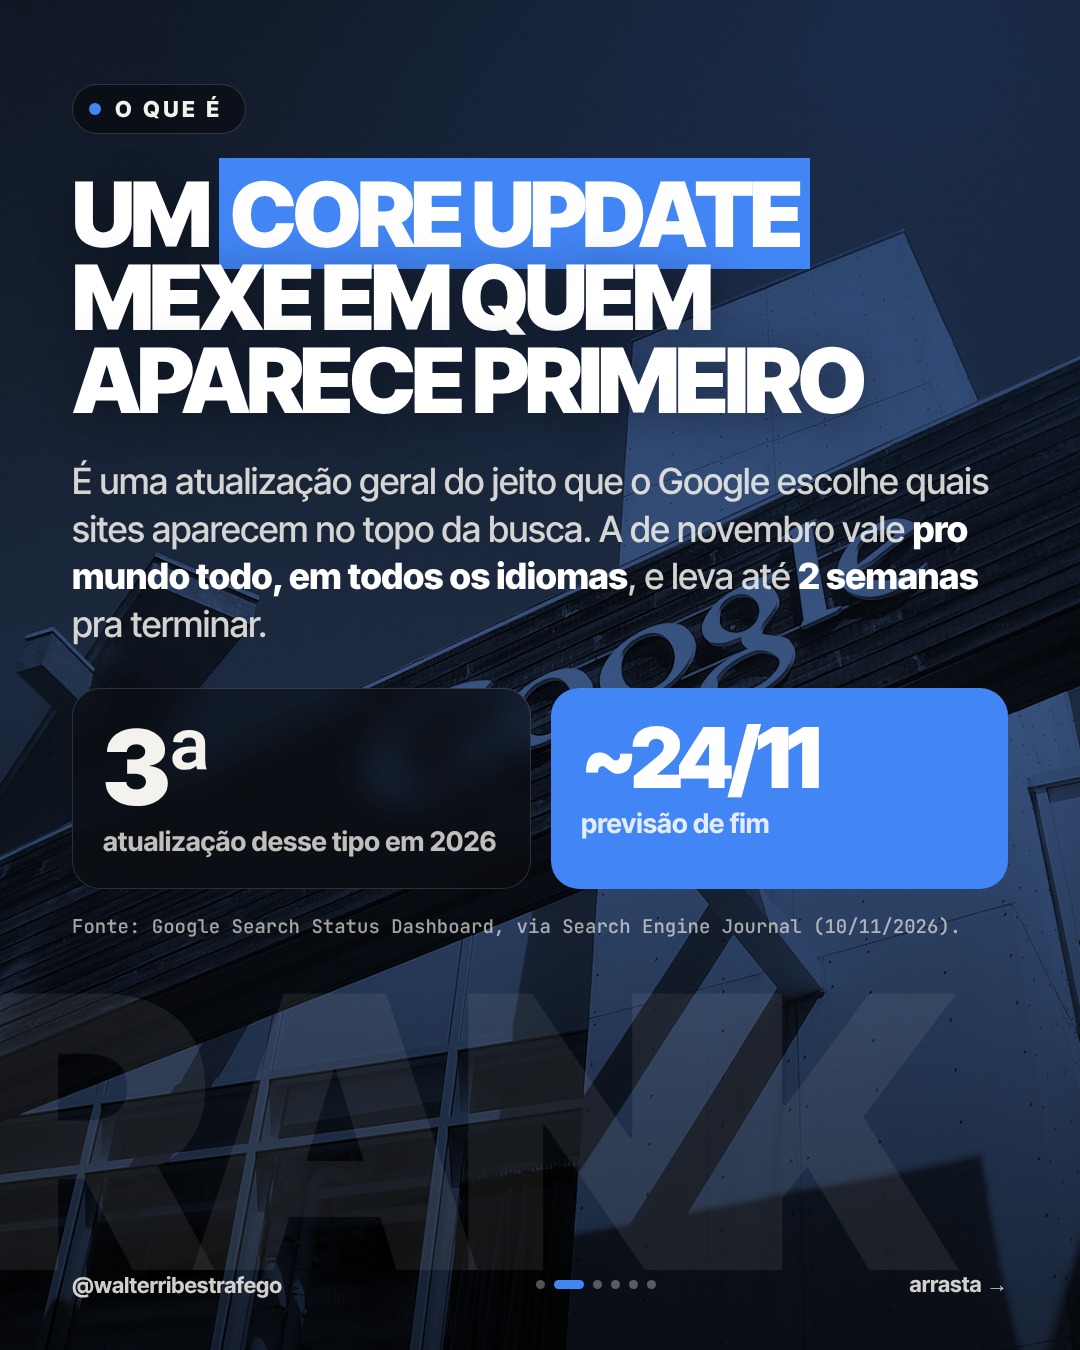 O QUE É
UM CORE UPDATE
MEXE EM QUEM
APARECE PRIMEIRO
É uma atualização geral do jeito que o Google escolhe quais
sites aparecem no topo da busca. A de novembro vale pro
mundo todo, em todos os idiomas, e leva até 2 semanas
pra terminar.
Google
3ª
atualização desse tipo em 2026
~24/11
previsão de fim
Fonte: Google Search Status Dashboard, via Search Engine Journal (10/11/2026).
RANK
@walterribestrafego
arrasta →